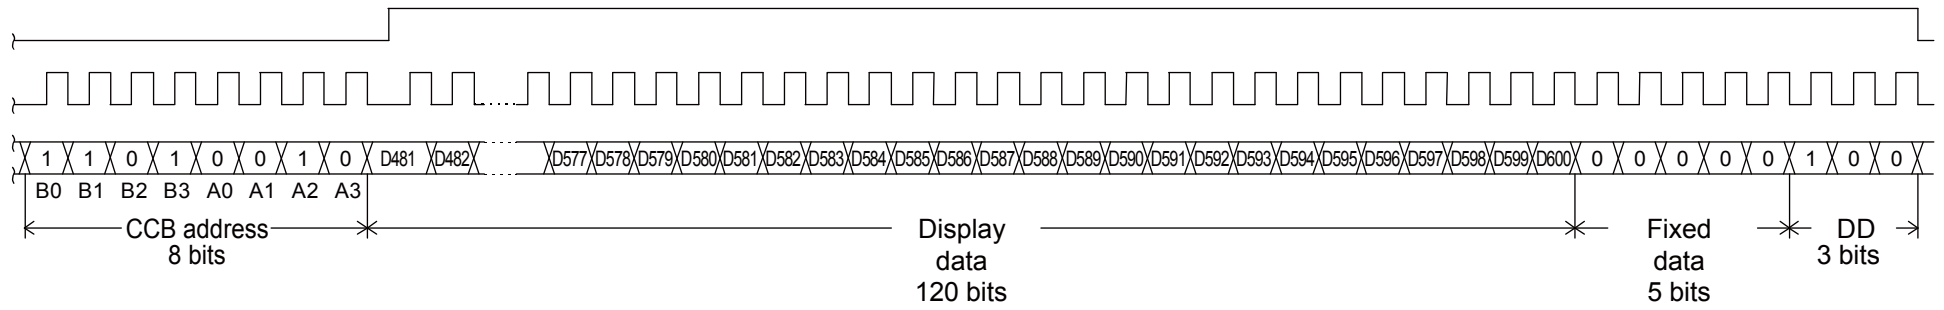 1 1 0 1 0 0 1 0 D481 D482 D577 D578 D579 D580 D581 D582 D583 D584 D585 D586 D587 D588 D589 D590 D591 D592 D593 D594 D595 D596 D597 D598 D599 D600 0 0 0 0 0 1 0 0
B0 B1 B2 B3 A0 A1 A2 A3
CCB address
8 bits
Display
data
120 bits
Fixed
data
5 bits
DD
3 bits